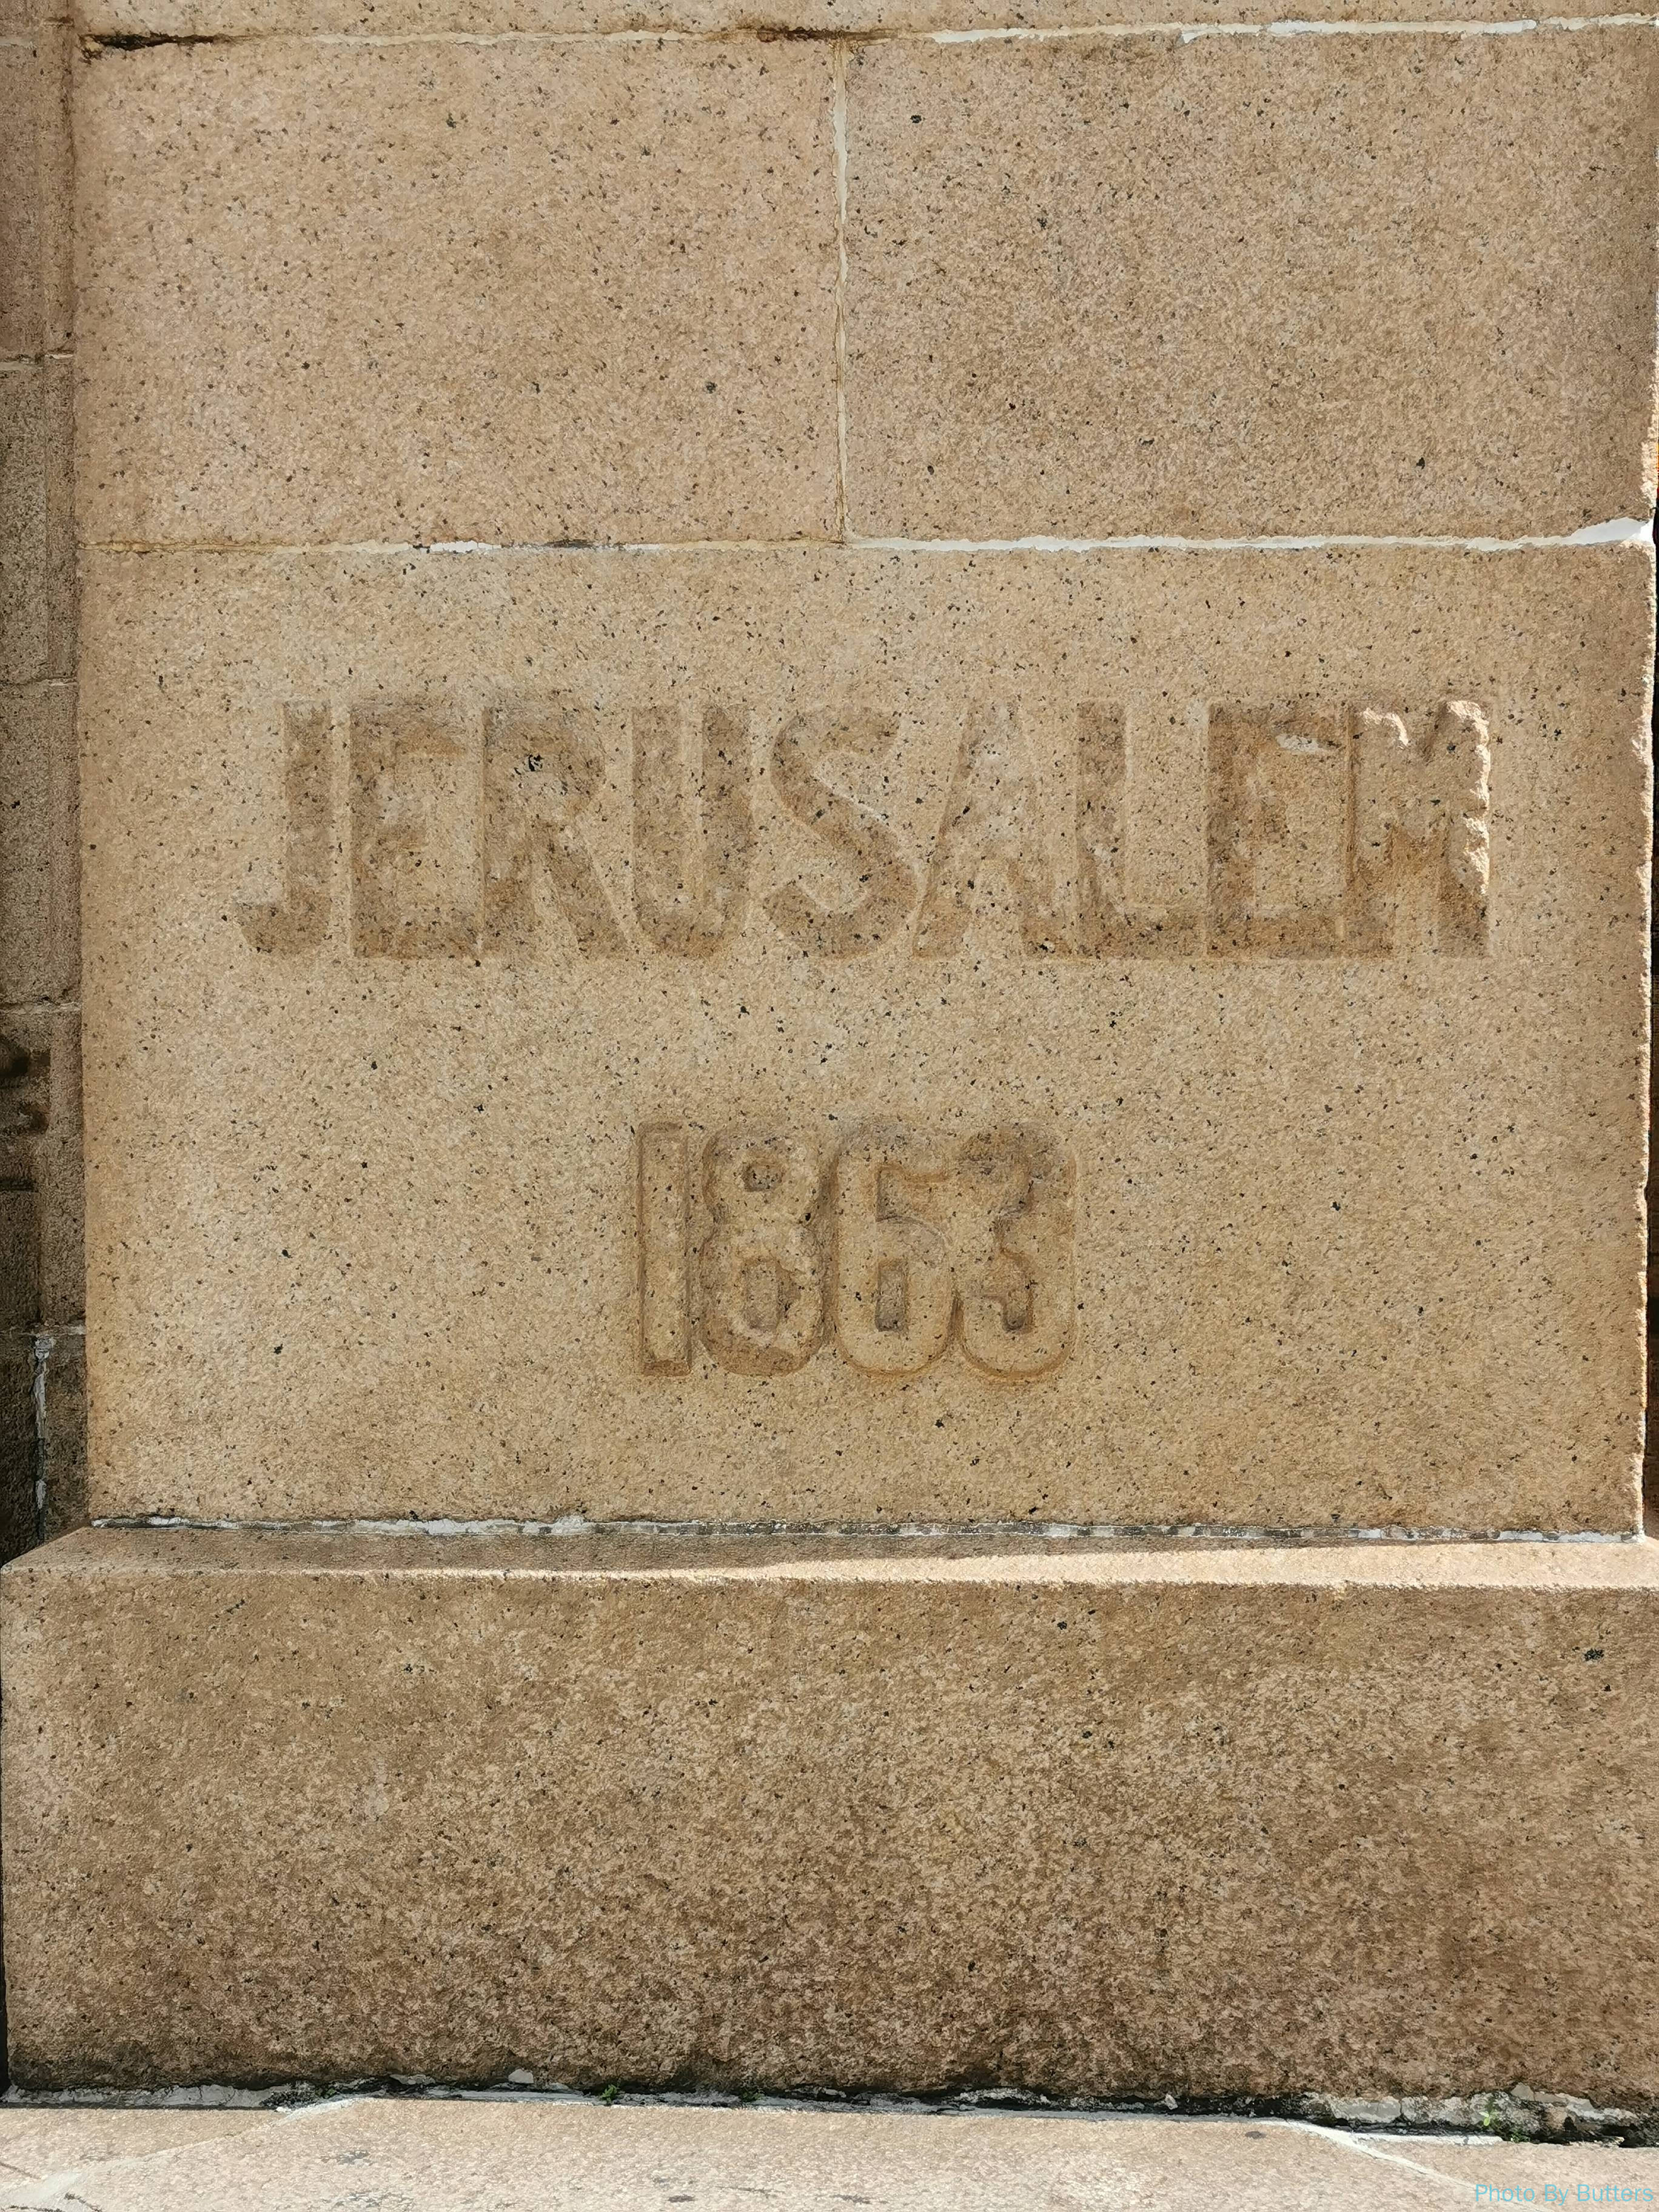 JERUSALEM
1863
Photo By Butters